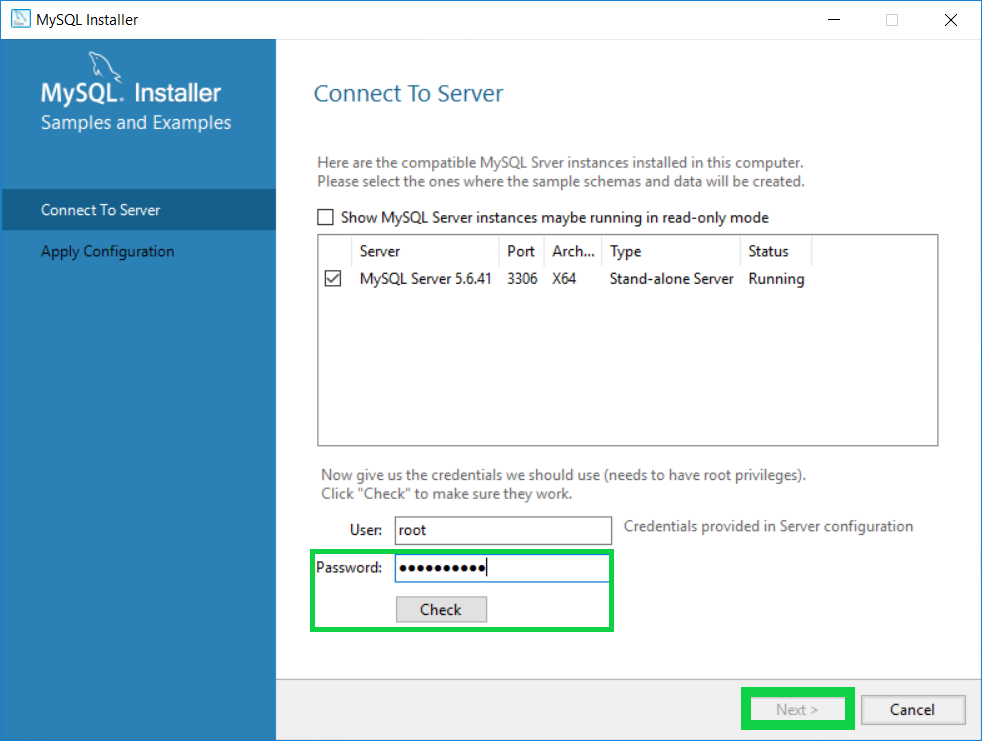 MySQL Installer
MySQL. Installer
Samples and Examples
Connect To Server
Apply Configuration
Connect To Server
Here are the compatible MySQL Srver instances installed in this computer.
Please select the ones where the sample schemas and data will be created.
Show MySQL Server instances maybe running in read-only mode
Server Port Arch... Type Status
MySQL Server 5.6.41 3306 X64 Stand-alone Server Running
Now give us the credentials we should use (needs to have root privileges).
Click "Check" to make sure they work.
User: root Credentials provided in Server configuration
Password: ●●●●●●●●●●
Check
Next > Cancel